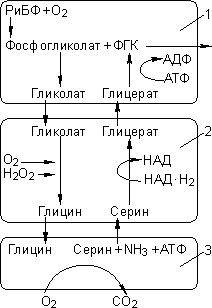 РиБФ+O₂
1
Фосфогликолат+ФГК
АДФ
АТФ
Гликолат Глицерат
Гликолат Глицерат
2
O₂
H₂O₂
НАД
НАД·H₂
Глицин Серин
Глицин Серин+NH₃+АТФ
3
O₂ CO₂